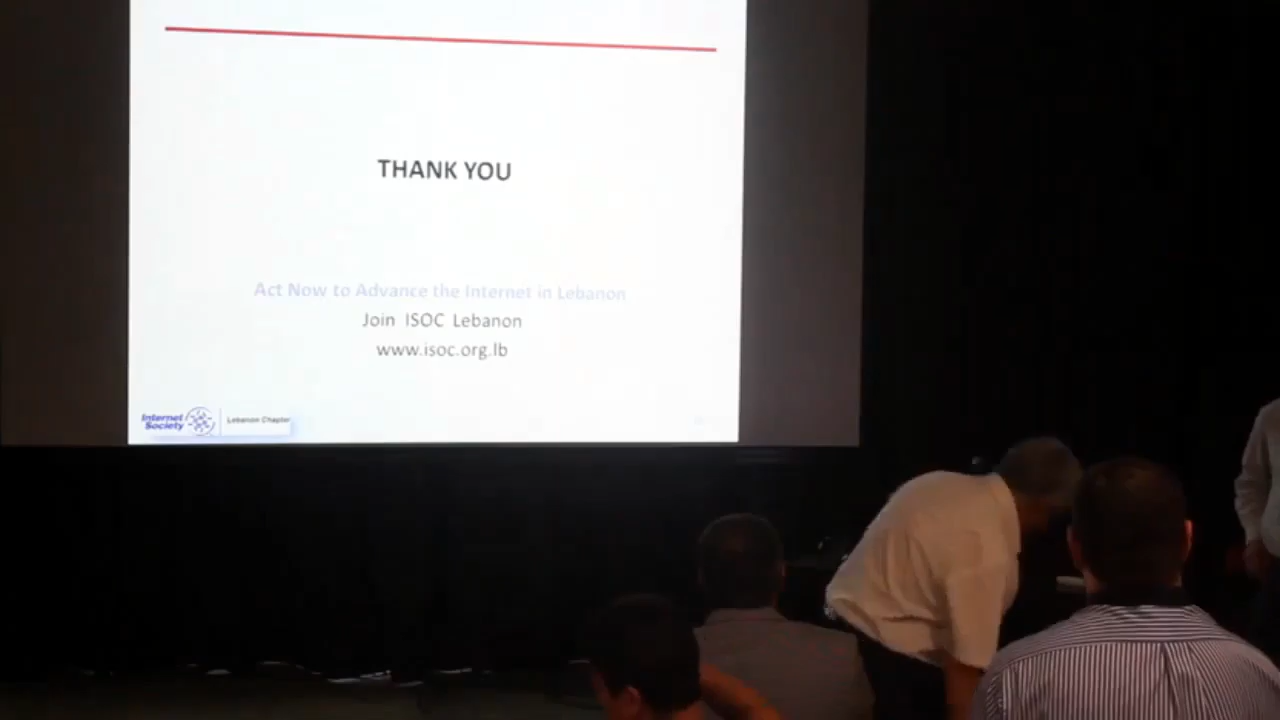 THANK YOU
Act Now to Advance the Internet in Lebanon
Join ISOC Lebanon
www.isoc.org.lb
Internet
Society
Lebanon Chapter